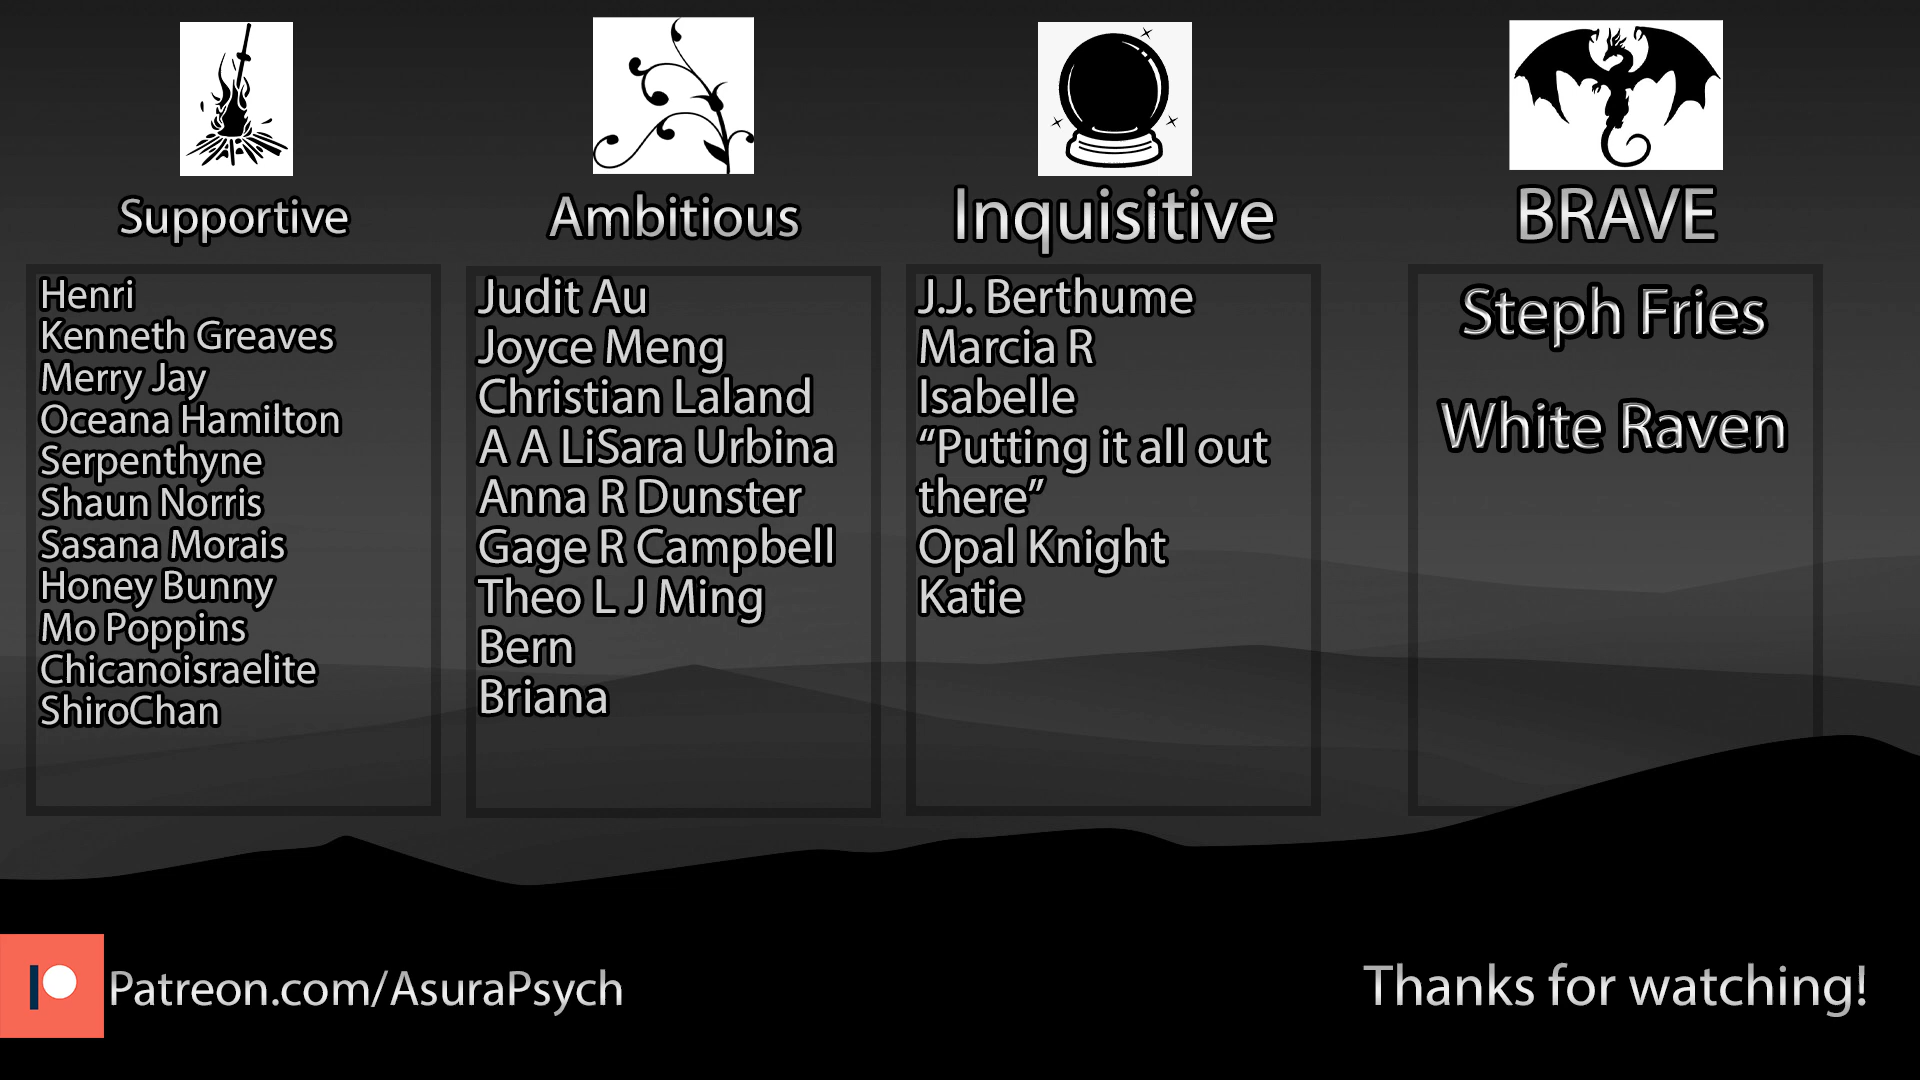 Supportive
Henri
Kenneth Greaves
Merry Jay
Oceana Hamilton
Serpenthyne
Shaun Norris
Sasana Morais
Honey Bunny
Mo Poppins
Chicanoisraelite
ShiroChan
Ambitious
Judit Au
Joyce Meng
Christian Laland
A A LiSara Urbina
Anna R Dunster
Gage R Campbell
Theo L J Ming
Bern
Briana
Inquisitive
J.J. Berthume
Marcia R
Isabelle
“Putting it all out
there”
Opal Knight
Katie
BRAVE
Steph Fries
White Raven
Patreon.com/AsuraPsych
Thanks for watching!